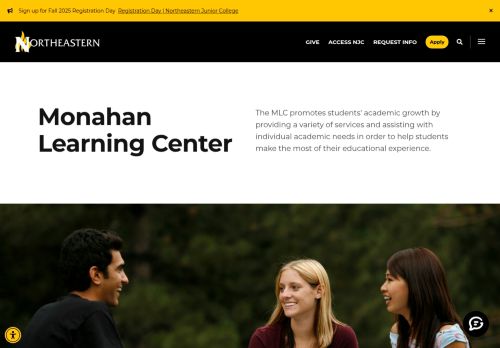 Sign up for Fall 2025 Registration Day Registration Day | Northeastern Junior College ×
NORTHEASTERN
GIVE ACCESS NJC REQUEST INFO Apply
Monahan
Learning Center
The MLC promotes students' academic growth by
providing a variety of services and assisting with
individual academic needs in order to help students
make the most of their educational experience.